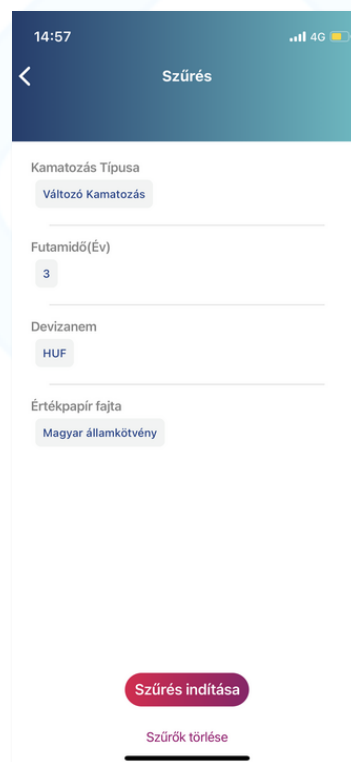 14:57
4G
Szűrés
Kamatozás Típusa
Változó Kamatozás
Futamidő(Év)
3
Devizanem
HUF
Értékpapír fajta
Magyar államkötvény
Szűrés indítása
Szűrők törlése